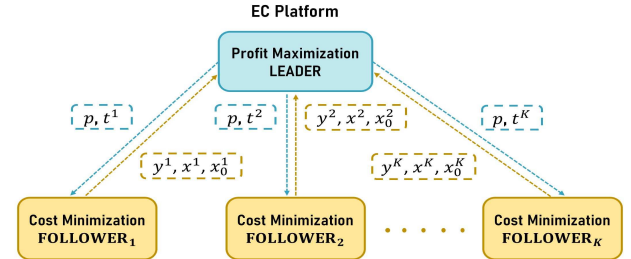 EC Platform
Profit Maximization
LEADER
p, t¹
p, t²
y², x², x₀²
p, tᴷ
y¹, x¹, x₀¹
yᴷ, xᴷ, x₀ᴷ
Cost Minimization
FOLLOWER₁
Cost Minimization
FOLLOWER₂
. . . . .
Cost Minimization
FOLLOWER_K